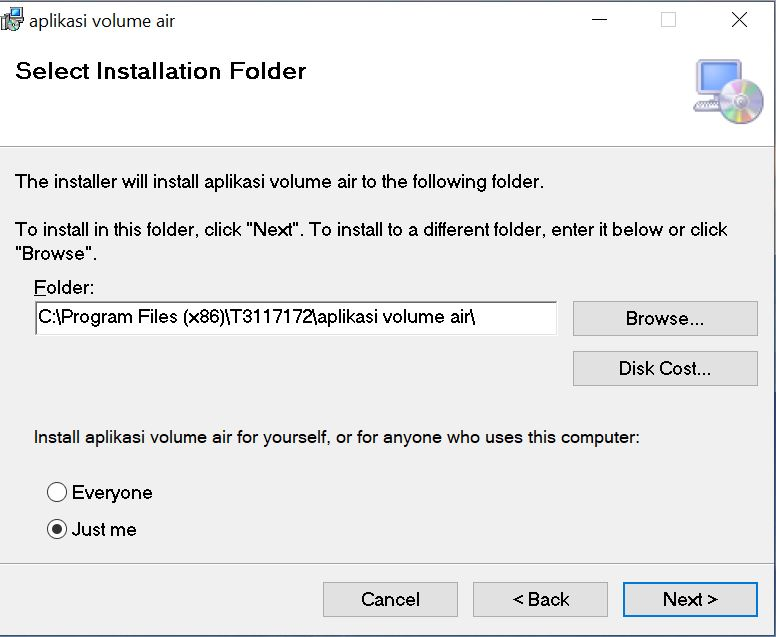 aplikasi volume air
Select Installation Folder
The installer will install aplikasi volume air to the following folder.
To install in this folder, click "Next". To install to a different folder, enter it below or click
"Browse".
Folder:
C:\Program Files (x86)\T3117172\aplikasi volume air\
Browse...
Disk Cost...
Install aplikasi volume air for yourself, or for anyone who uses this computer:
Everyone
Just me
Cancel
< Back
Next >